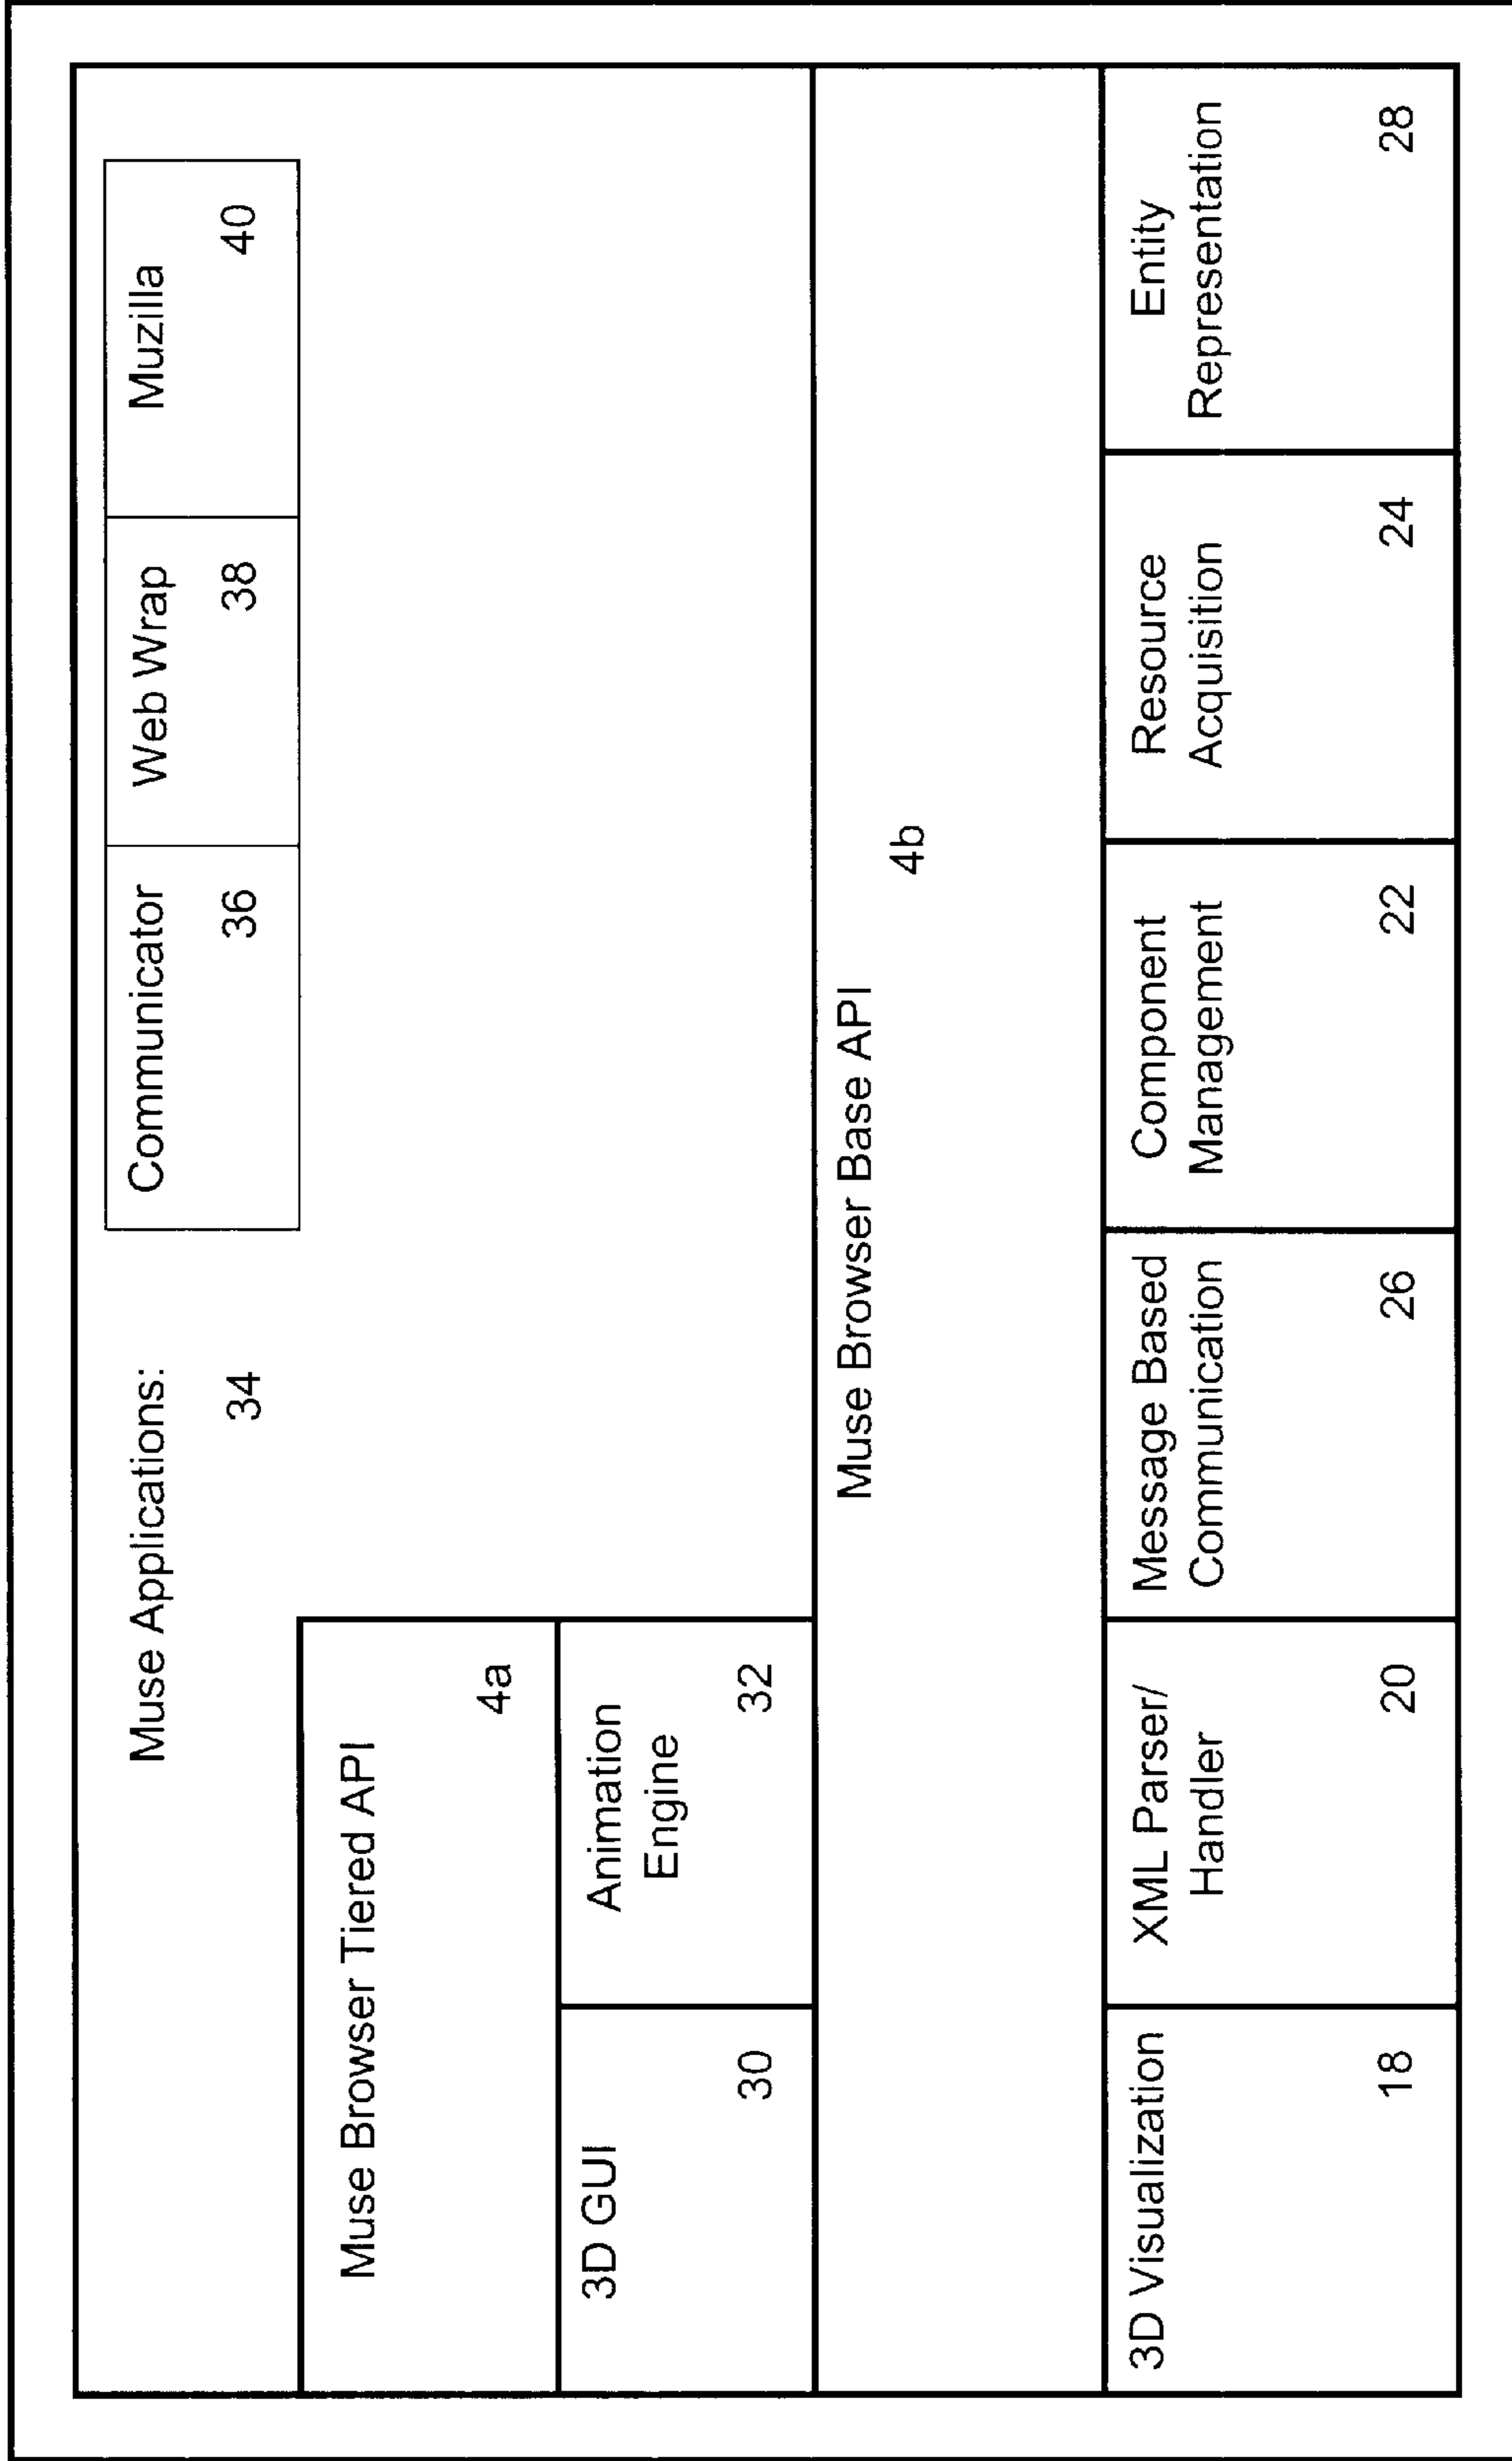 Muse Applications:
34
Communicator
36
Web Wrap
38
Muzilla
40
Muse Browser Tiered API
4a
3D GUI
30
Animation
Engine
32
Muse Browser Base API
4b
3D Visualization
18
XML Parser/
Handler
20
Message Based
Communication
26
Component
Management
22
Resource
Acquisition
24
Entity
Representation
28